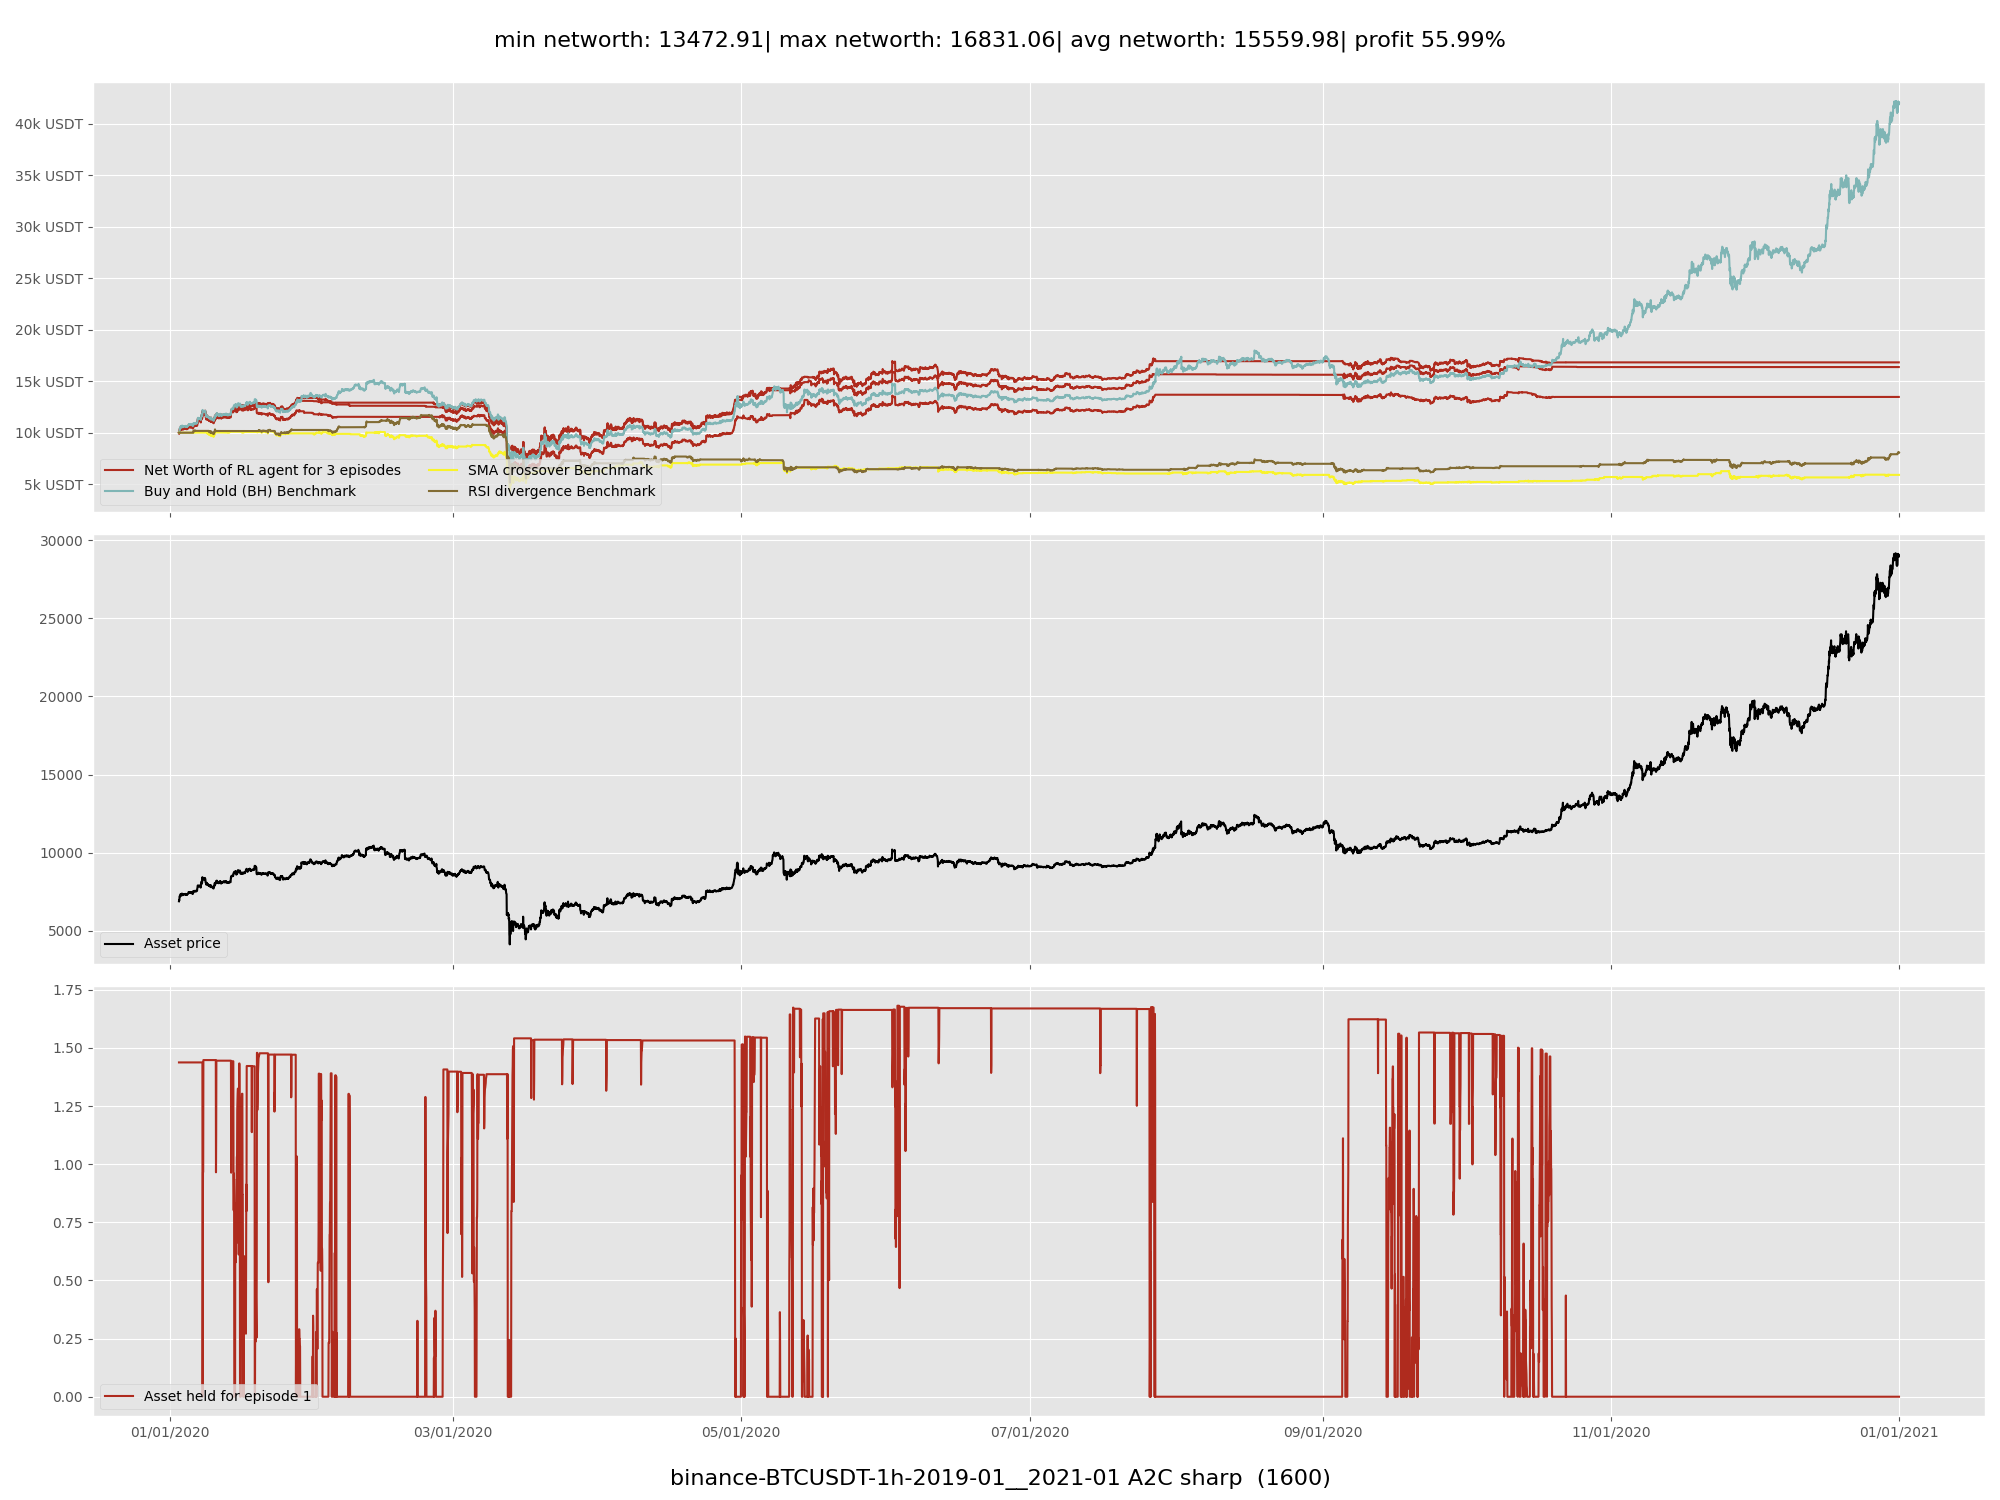 min networth: 13472.91| max networth: 16831.06| avg networth: 15559.98| profit 55.99%
40k USDT
35k USDT
30k USDT
25k USDT
20k USDT
15k USDT
10k USDT
5k USDT
Net Worth of RL agent for 3 episodes
Buy and Hold (BH) Benchmark
SMA crossover Benchmark
RSI divergence Benchmark
30000
25000
20000
15000
10000
5000
Asset price
1.75
1.50
1.25
1.00
0.75
0.50
0.25
0.00
Asset held for episode 1
01/01/2020 03/01/2020 05/01/2020 07/01/2020 09/01/2020 11/01/2020 01/01/2021
binance-BTCUSDT-1h-2019-01__2021-01 A2C sharp (1600)